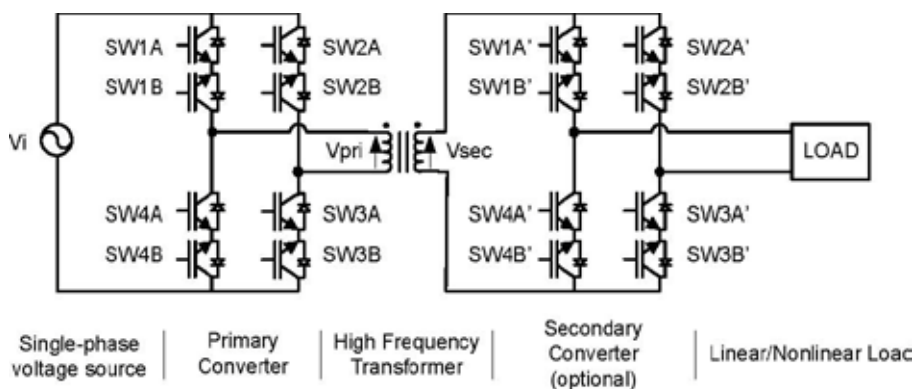 SW1A
SW2A
SW1A'
SW2A'
SW1B
SW2B
SW1B'
SW2B'
Vi
Vpri
Vsec
LOAD
SW4A
SW3A
SW4A'
SW3A'
SW4B
SW3B
SW4B'
SW3B'
Single-phase
voltage source
Primary
Converter
High Frequency
Transformer
Secondary
Converter
(optional)
Linear/Nonlinear Load